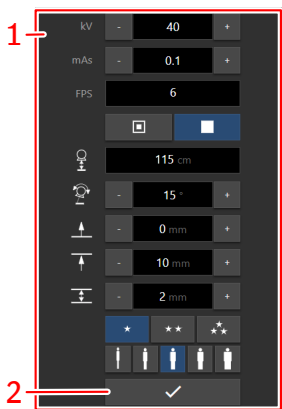 1
kV - 40 +
mAs - 0.1 +
FPS 6
115 cm
- 15 ° +
- 0 mm +
- 10 mm +
- 2 mm +
2